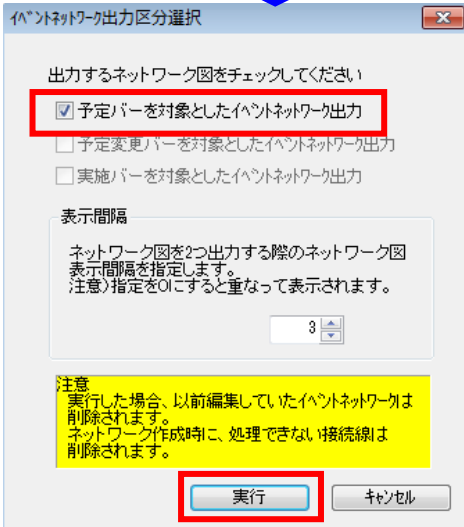 イベントネットワーク出力区分選択
出力するネットワーク図をチェックしてください
予定バーを対象としたイベントネットワーク出力
予定変更バーを対象としたイベントネットワーク出力
実施バーを対象としたイベントネットワーク出力
表示間隔
ネットワーク図を2つ出力する際のネットワーク図
表示間隔を指定します。
注意)指定を0にすると重なって表示されます。
3
注意
実行した場合、以前編集していたイベントネットワークは
削除されます。
ネットワーク作成時に、処理できない接続線は
削除されます。
実行
キャンセル